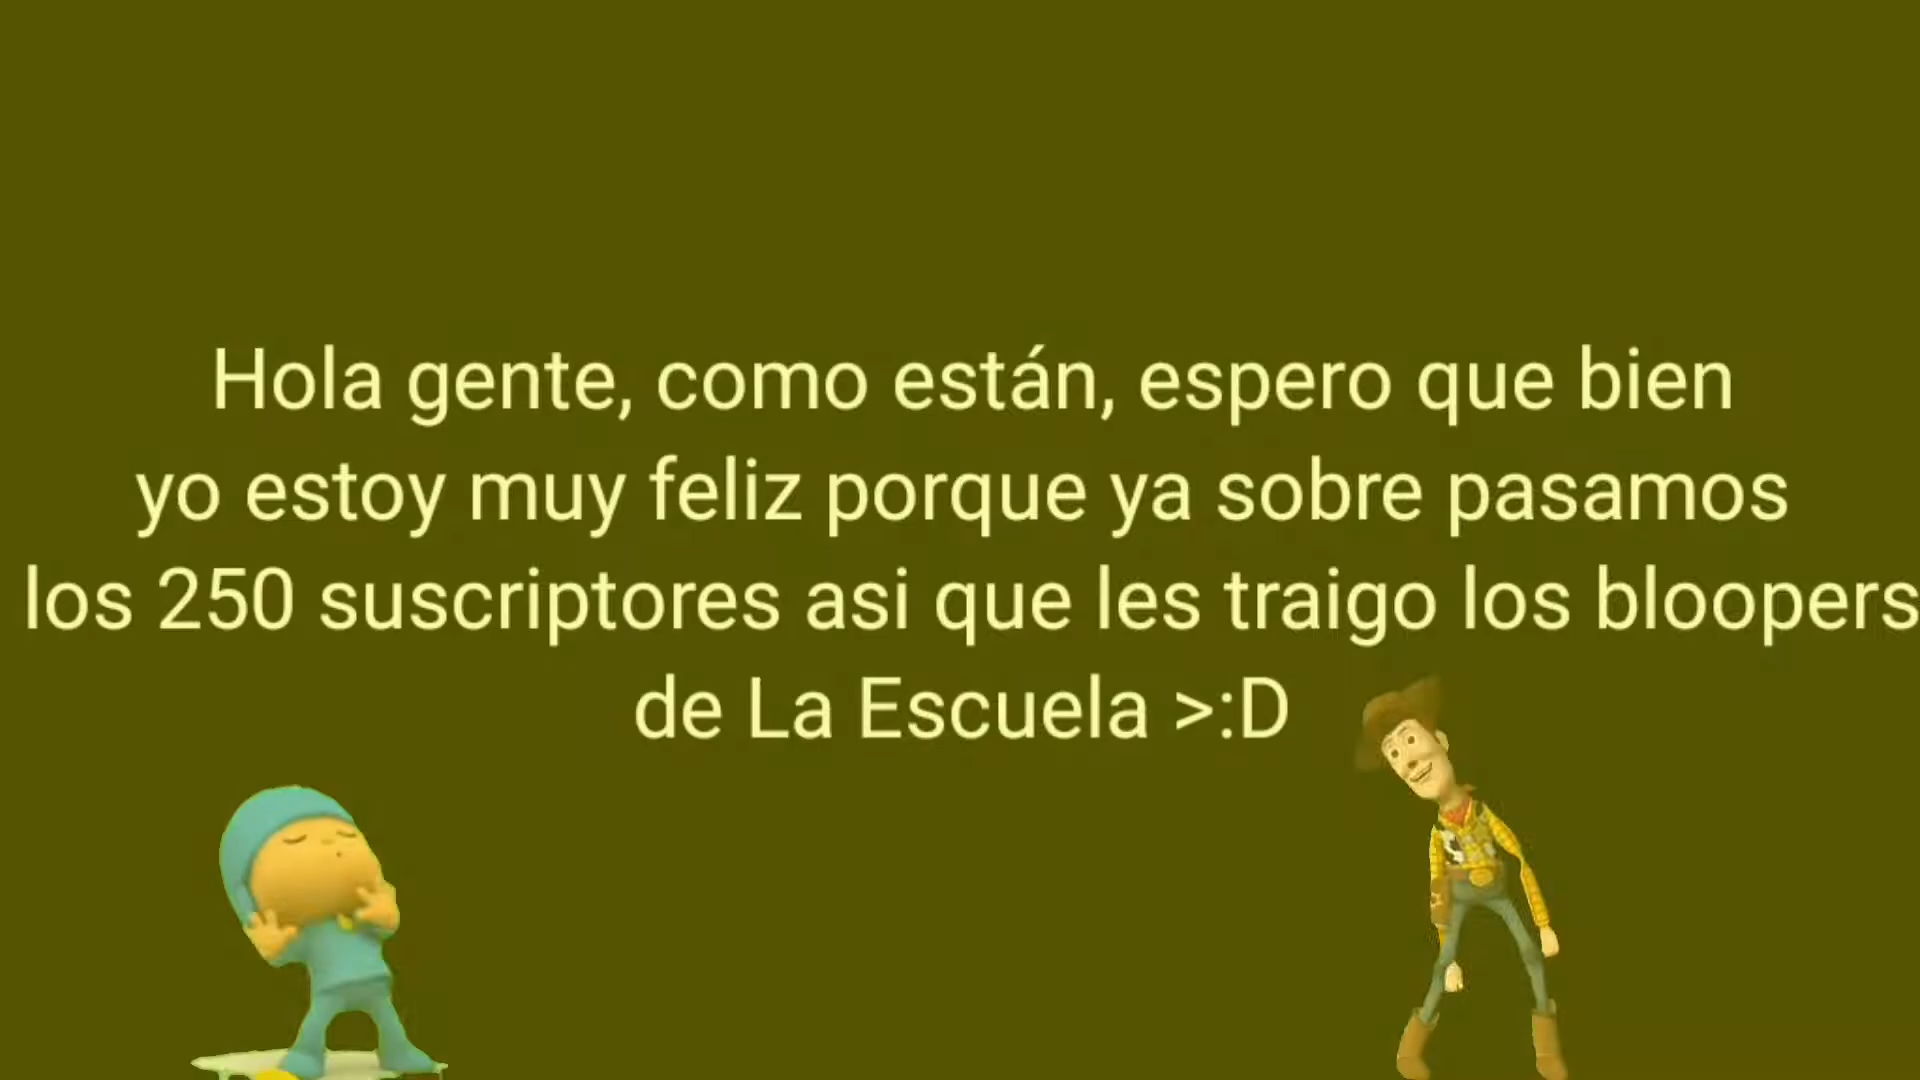 Hola gente, como están, espero que bien
yo estoy muy feliz porque ya sobre pasamos
los 250 suscriptores asi que les traigo los bloopers
de La Escuela >:D